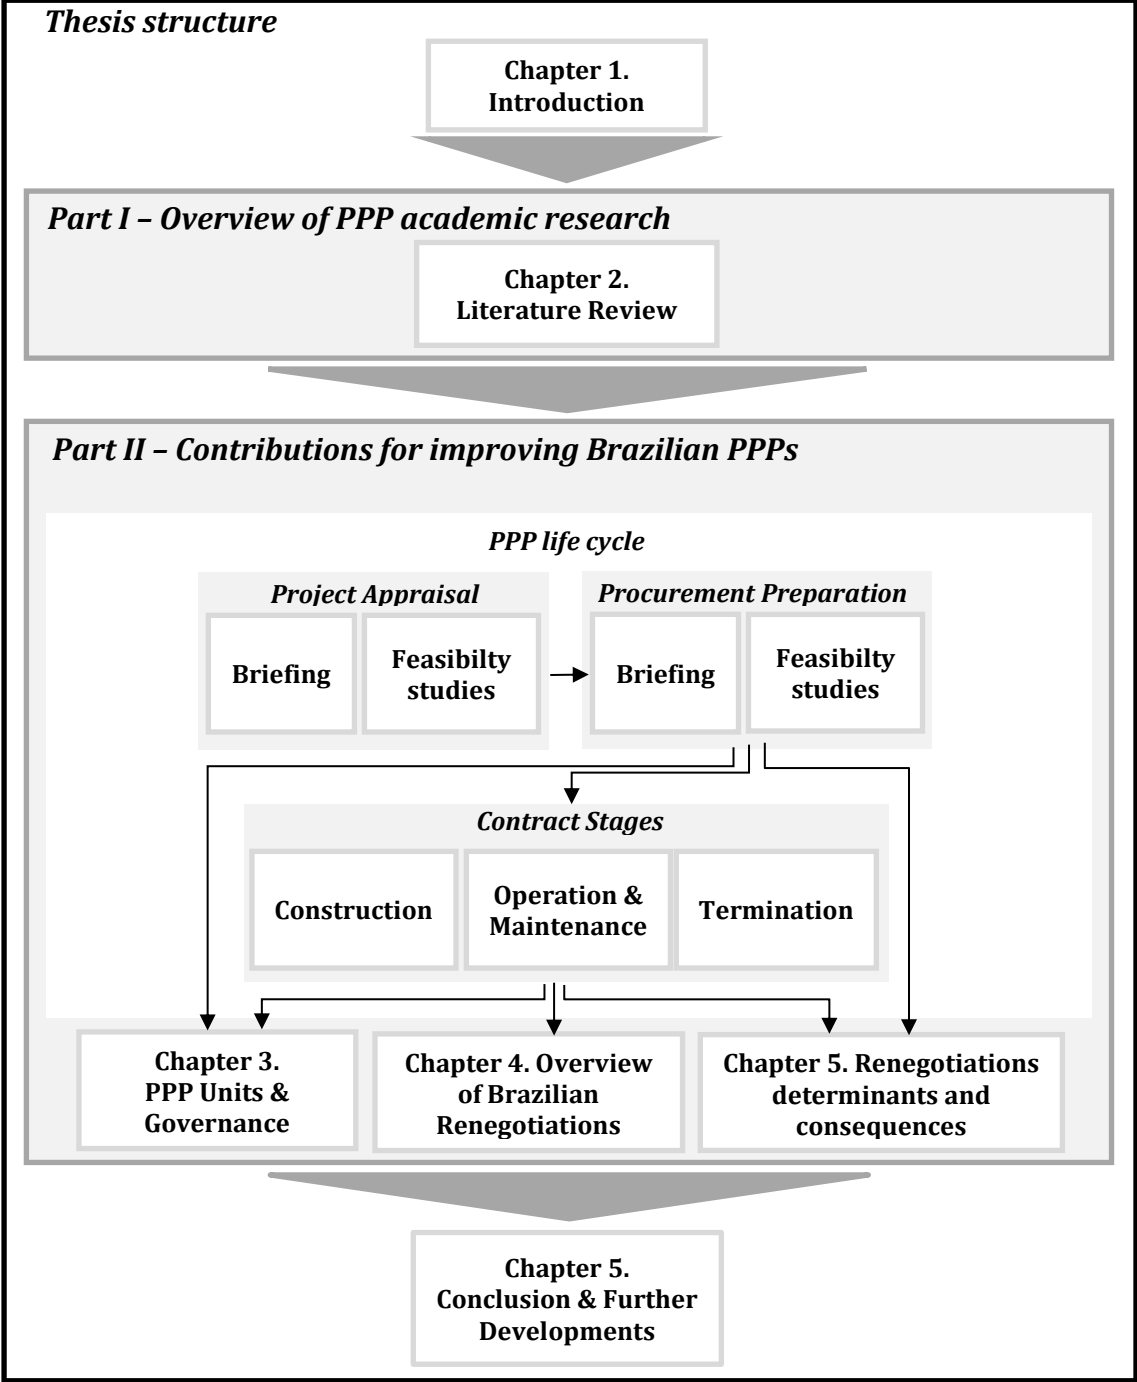 Thesis structure
Chapter 1.
Introduction
Part I – Overview of PPP academic research
Chapter 2.
Literature Review
Part II – Contributions for improving Brazilian PPPs
PPP life cycle
Project Appraisal
Briefing
Feasibilty
studies
Procurement Preparation
Briefing
Feasibilty
studies
Contract Stages
Construction
Operation &
Maintenance
Termination
Chapter 3.
PPP Units &
Governance
Chapter 4. Overview
of Brazilian
Renegotiations
Chapter 5. Renegotiations
determinants and
consequences
Chapter 5.
Conclusion & Further
Developments